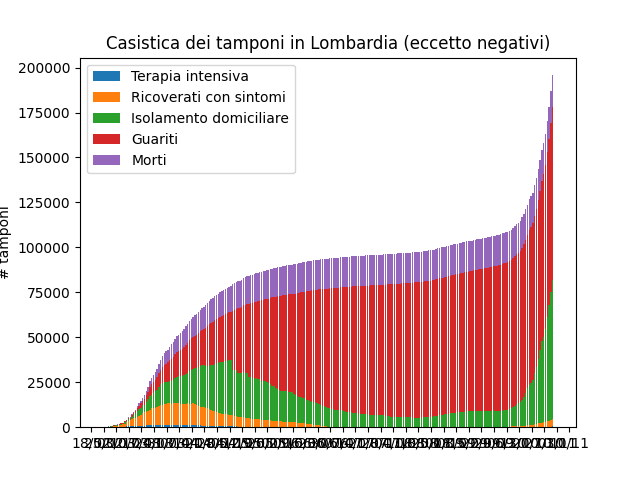 Casistica dei tamponi in Lombardia (eccetto negativi)
200000
175000
150000
125000
100000
75000
50000
25000
0
# tamponi
Terapia intensiva
Ricoverati con sintomi
Isolamento domiciliare
Guariti
Morti